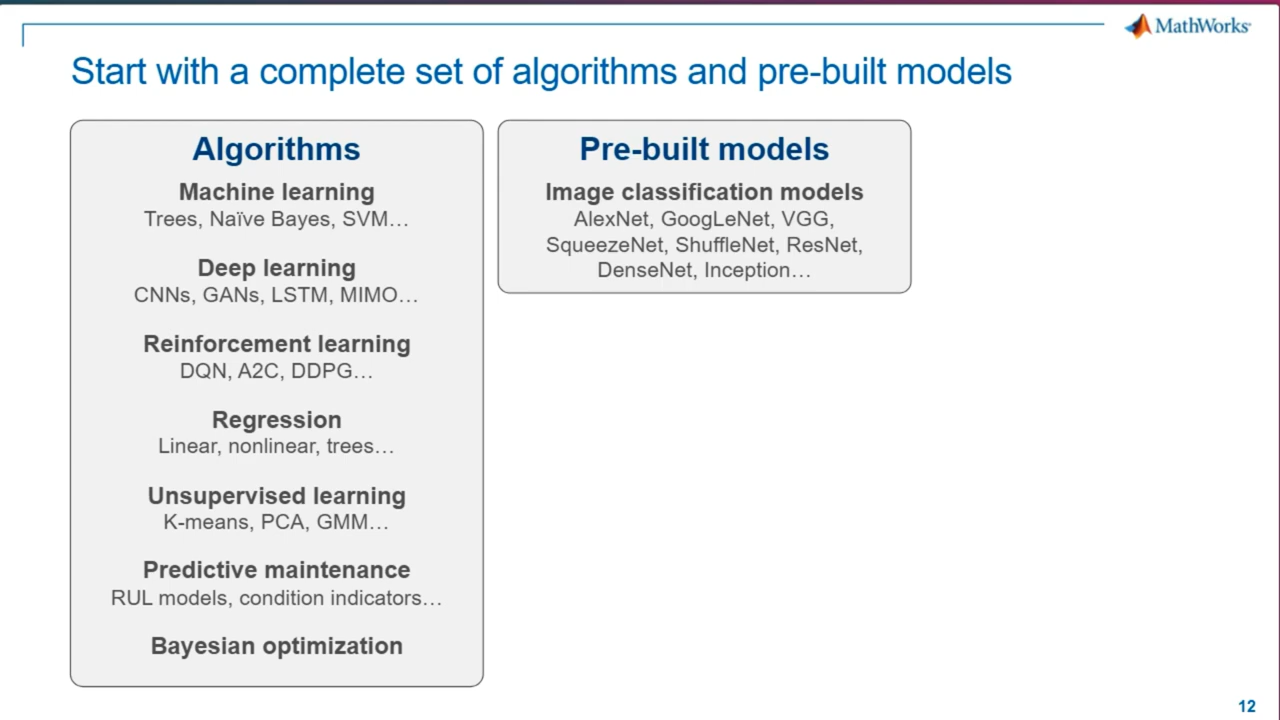 MathWorks
Start with a complete set of algorithms and pre-built models
Algorithms
Machine learning
Trees, Naïve Bayes, SVM…
Deep learning
CNNs, GANs, LSTM, MIMO…
Reinforcement learning
DQN, A2C, DDPG…
Regression
Linear, nonlinear, trees…
Unsupervised learning
K-means, PCA, GMM…
Predictive maintenance
RUL models, condition indicators…
Bayesian optimization
Pre-built models
Image classification models
AlexNet, GoogLeNet, VGG,
SqueezeNet, ShuffleNet, ResNet,
DenseNet, Inception…
12